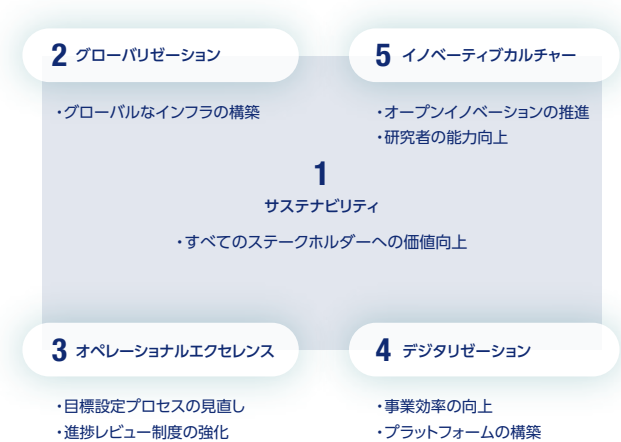 2 グローバリゼーション
・グローバルなインフラの構築
5 イノベーティブカルチャー
・オープンイノベーションの推進
・研究者の能力向上
1
サステナビリティ
・すべてのステークホルダーへの価値向上
3 オペレーショナルエクセレンス
・目標設定プロセスの見直し
・進捗レビュー制度の強化
4 デジタリゼーション
・事業効率の向上
・プラットフォームの構築